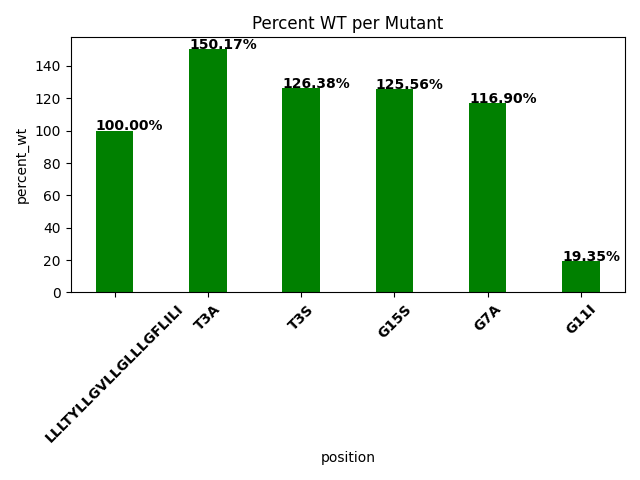 Percent WT per Mutant
percent_wt
140
120
100
80
60
40
20
0
100.00%
150.17%
126.38%
125.56%
116.90%
19.35%
LLLTYLLGVLLGLLLGFLILI
T3A
T3S
G15S
G7A
G11I
position